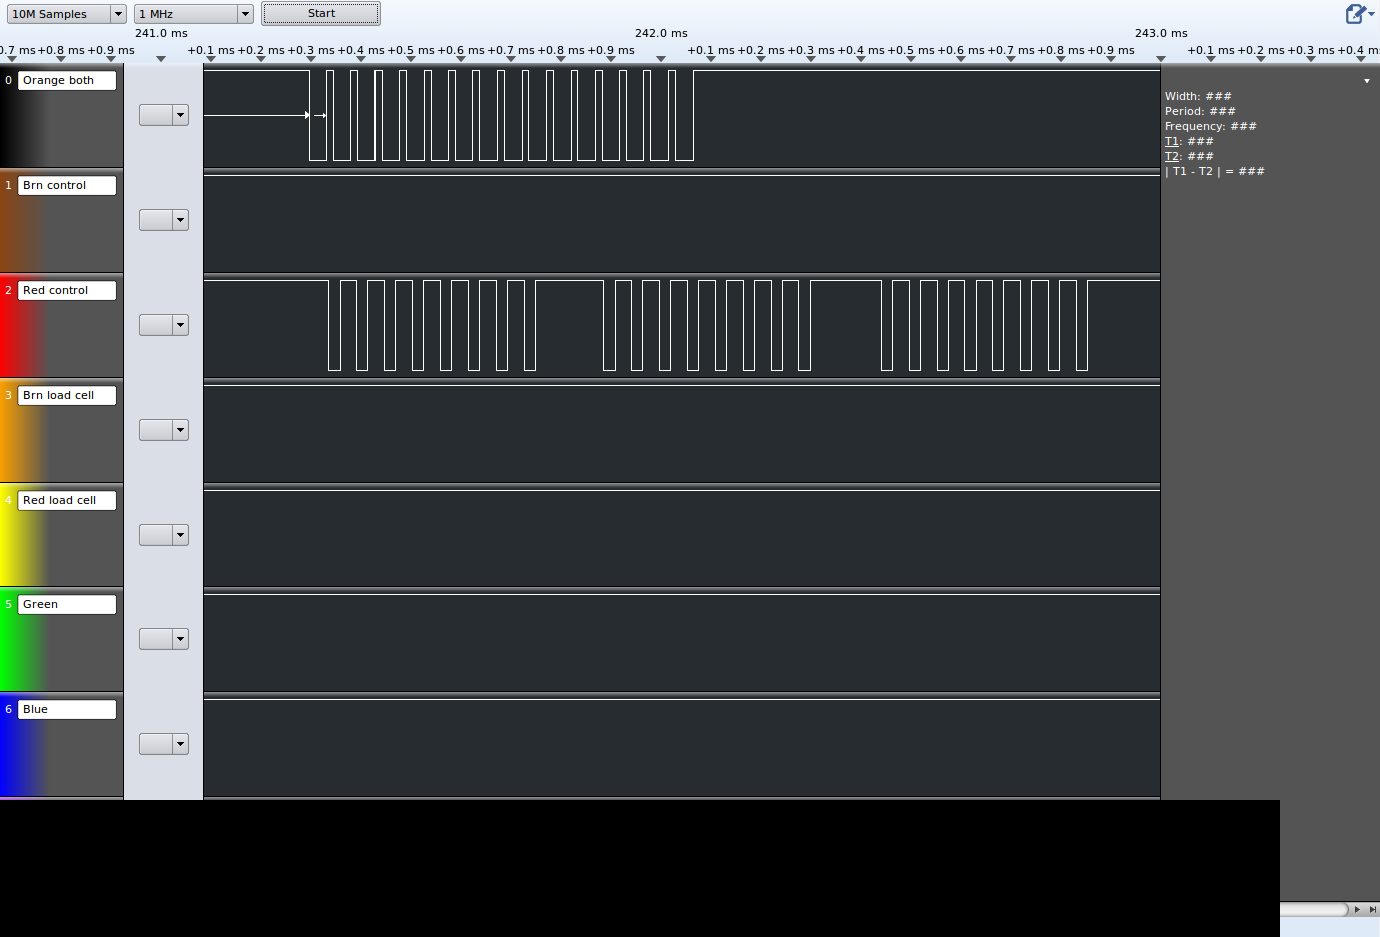 10M Samples 1 MHz Start
241.0 ms 242.0 ms 243.0 ms
0.7 ms +0.8 ms +0.9 ms +0.1 ms +0.2 ms +0.3 ms +0.4 ms +0.5 ms +0.6 ms +0.7 ms +0.8 ms +0.9 ms +0.1 ms +0.2 ms +0.3 ms +0.4 ms +0.5 ms +0.6 ms +0.7 ms +0.8 ms +0.9 ms +0.1 ms +0.2 ms +0.3 ms +0.4 m
0 Orange both
Width: ###
Period: ###
Frequency: ###
T1: ###
T2: ###
| T1 - T2 | = ###
1 Brn control
2 Red control
3 Brn load cell
4 Red load cell
5 Green
6 Blue